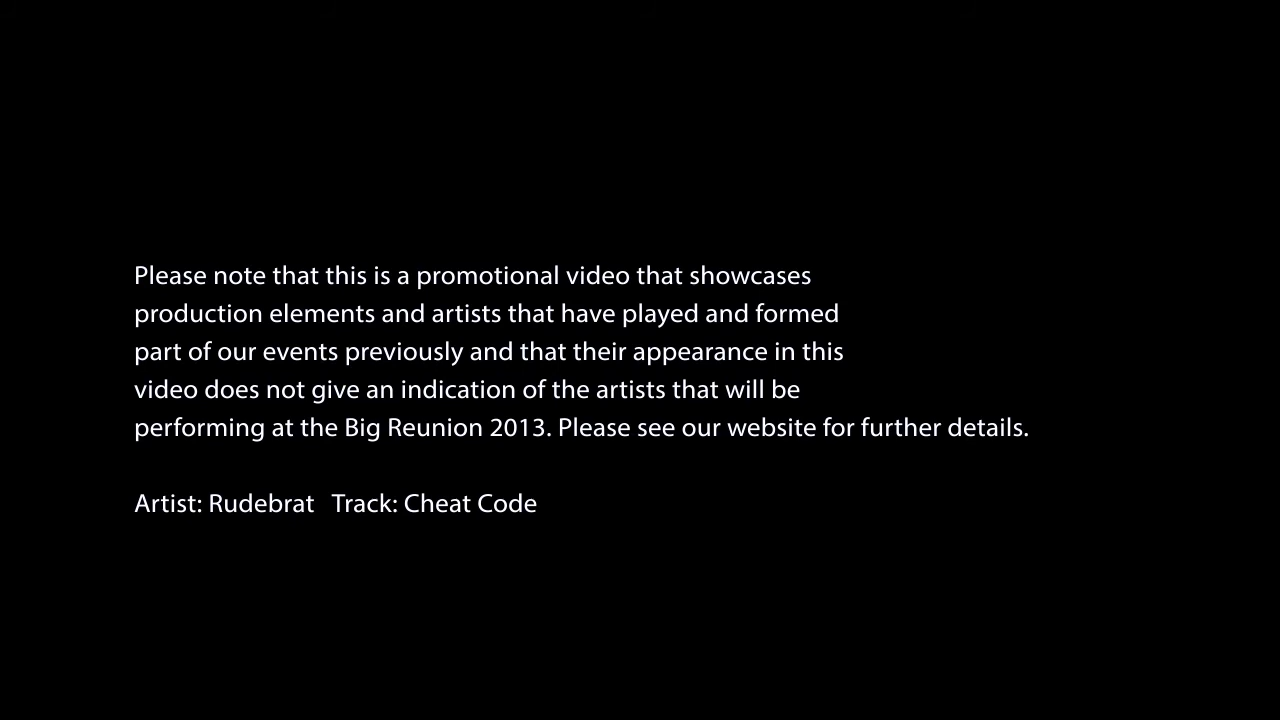 Please note that this is a promotional video that showcases
production elements and artists that have played and formed
part of our events previously and that their appearance in this
video does not give an indication of the artists that will be
performing at the Big Reunion 2013. Please see our website for further details.
Artist: Rudebrat   Track: Cheat Code